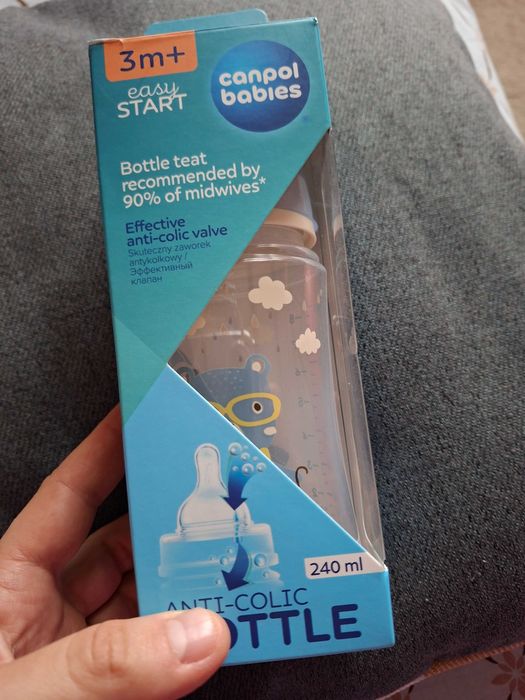 3m+
easy
START
canpol
babies
Bottle teat
recommended by
90% of midwives*
Effective
anti-colic valve
Skuteczny zaworek
antykolkowy /
Эффективный
клапан
240 ml
ANTI-COLIC
OTTLE